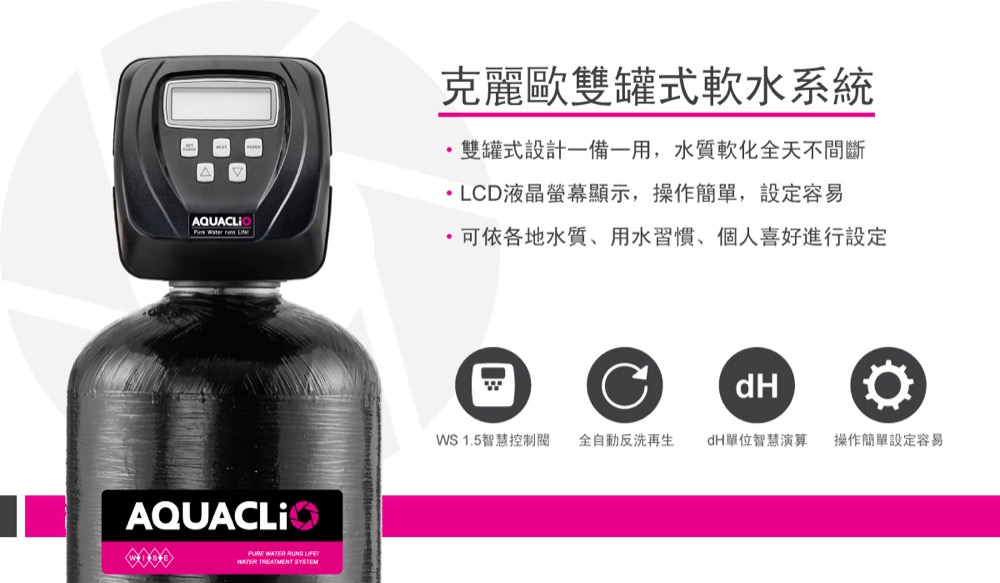 克麗歐雙罐式軟水系統
• 雙罐式設計一備一用，水質軟化全天不間斷
• LCD液晶螢幕顯示，操作簡單，設定容易
• 可依各地水質、用水習慣、個人喜好進行設定
SET CLOCK
NEXT
REGEN
AQUACLiO
Pure Water runs Life!
dH
WS 1.5智慧控制閥
全自動反洗再生
dH單位智慧演算
操作簡單設定容易
AQUACLiO
W I S E
PURE WATER RUNS LIFE!
WATER TREATMENT SYSTEM